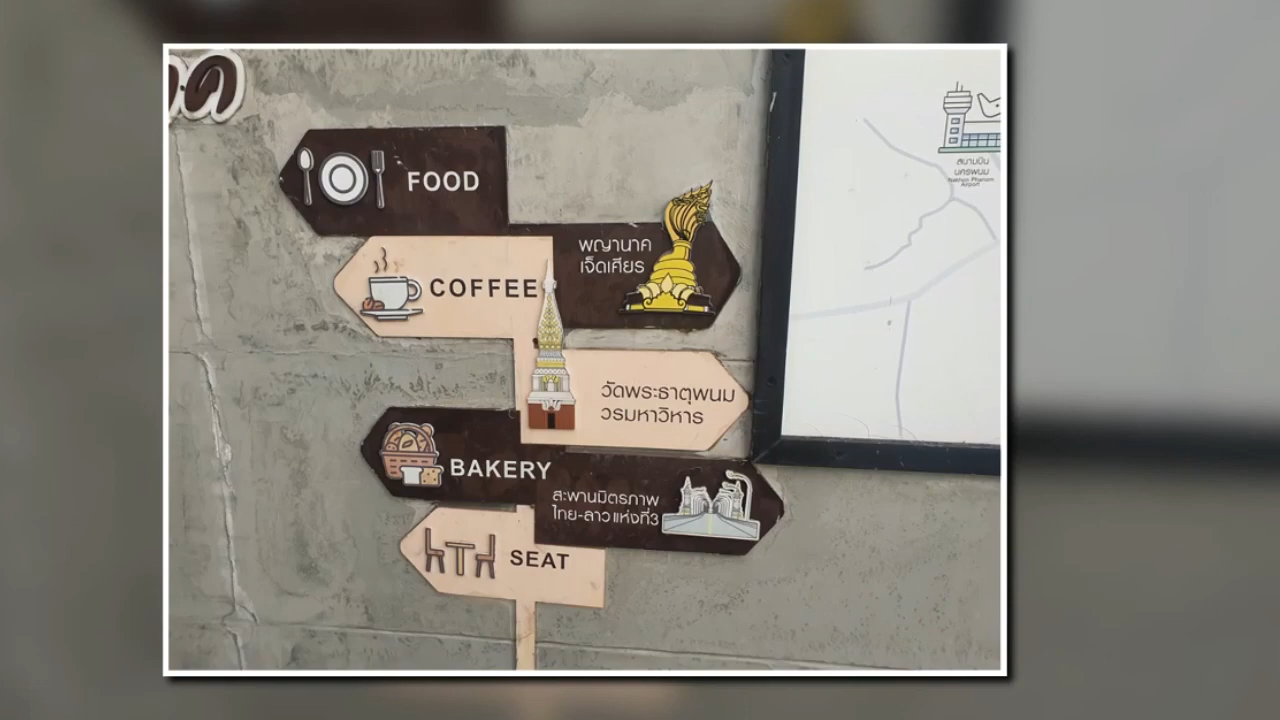 FOOD
พญานาค
เจ็ดเศียร
COFFEE
วัดพระธาตุพนม
วรมหาวิหาร
BAKERY
สะพานมิตรภาพ
ไทย-ลาว แห่งที่3
SEAT
สนามบิน
นครพนม
Nakhon Phanom
Airport